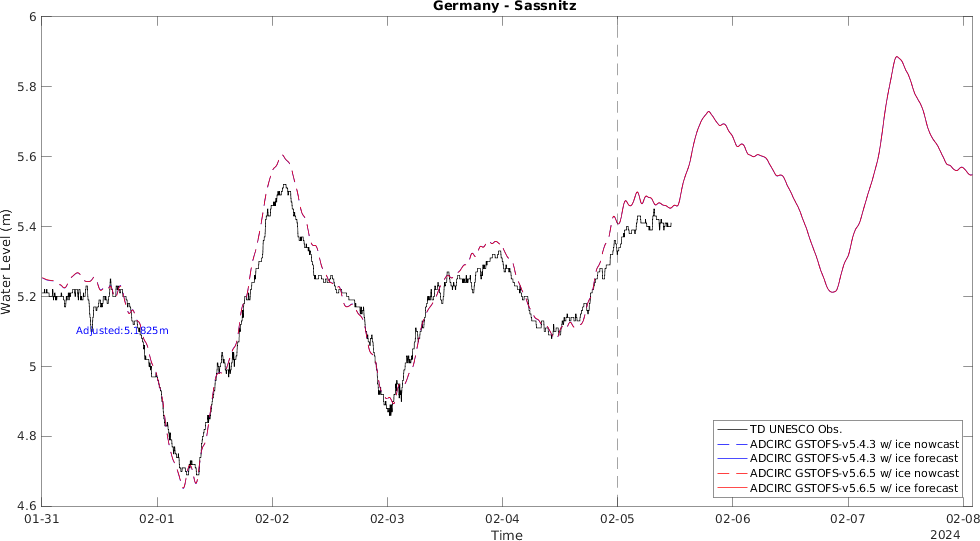 Germany - Sassnitz
6
5.8
5.6
5.4
5.2
5
4.8
4.6
Water Level (m)
Adjusted:5.1825m
TD UNESCO Obs.
ADCIRC GSTOFS-v5.4.3 w/ ice nowcast
ADCIRC GSTOFS-v5.4.3 w/ ice forecast
ADCIRC GSTOFS-v5.6.5 w/ ice nowcast
ADCIRC GSTOFS-v5.6.5 w/ ice forecast
01-31 02-01 02-02 02-03 02-04 02-05 02-06 02-07 02-08
Time
2024